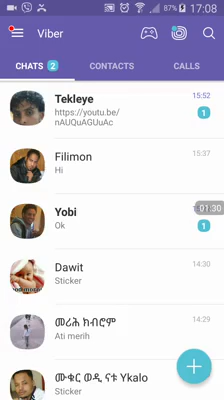 87% 17:08
Viber
CHATS 2 CONTACTS CALLS
Tekleye 15:52
https://youtu.be/
nAUQuAGUuAc 1
Filimon 15:37
Hi
Yobi
01:30
Ok 1
Dawit 14:30
Sticker
መሪሕ ክብሮም 14:29
Ati merih
ሙቁር ወዲ ናቱ Ykalo
Sticker